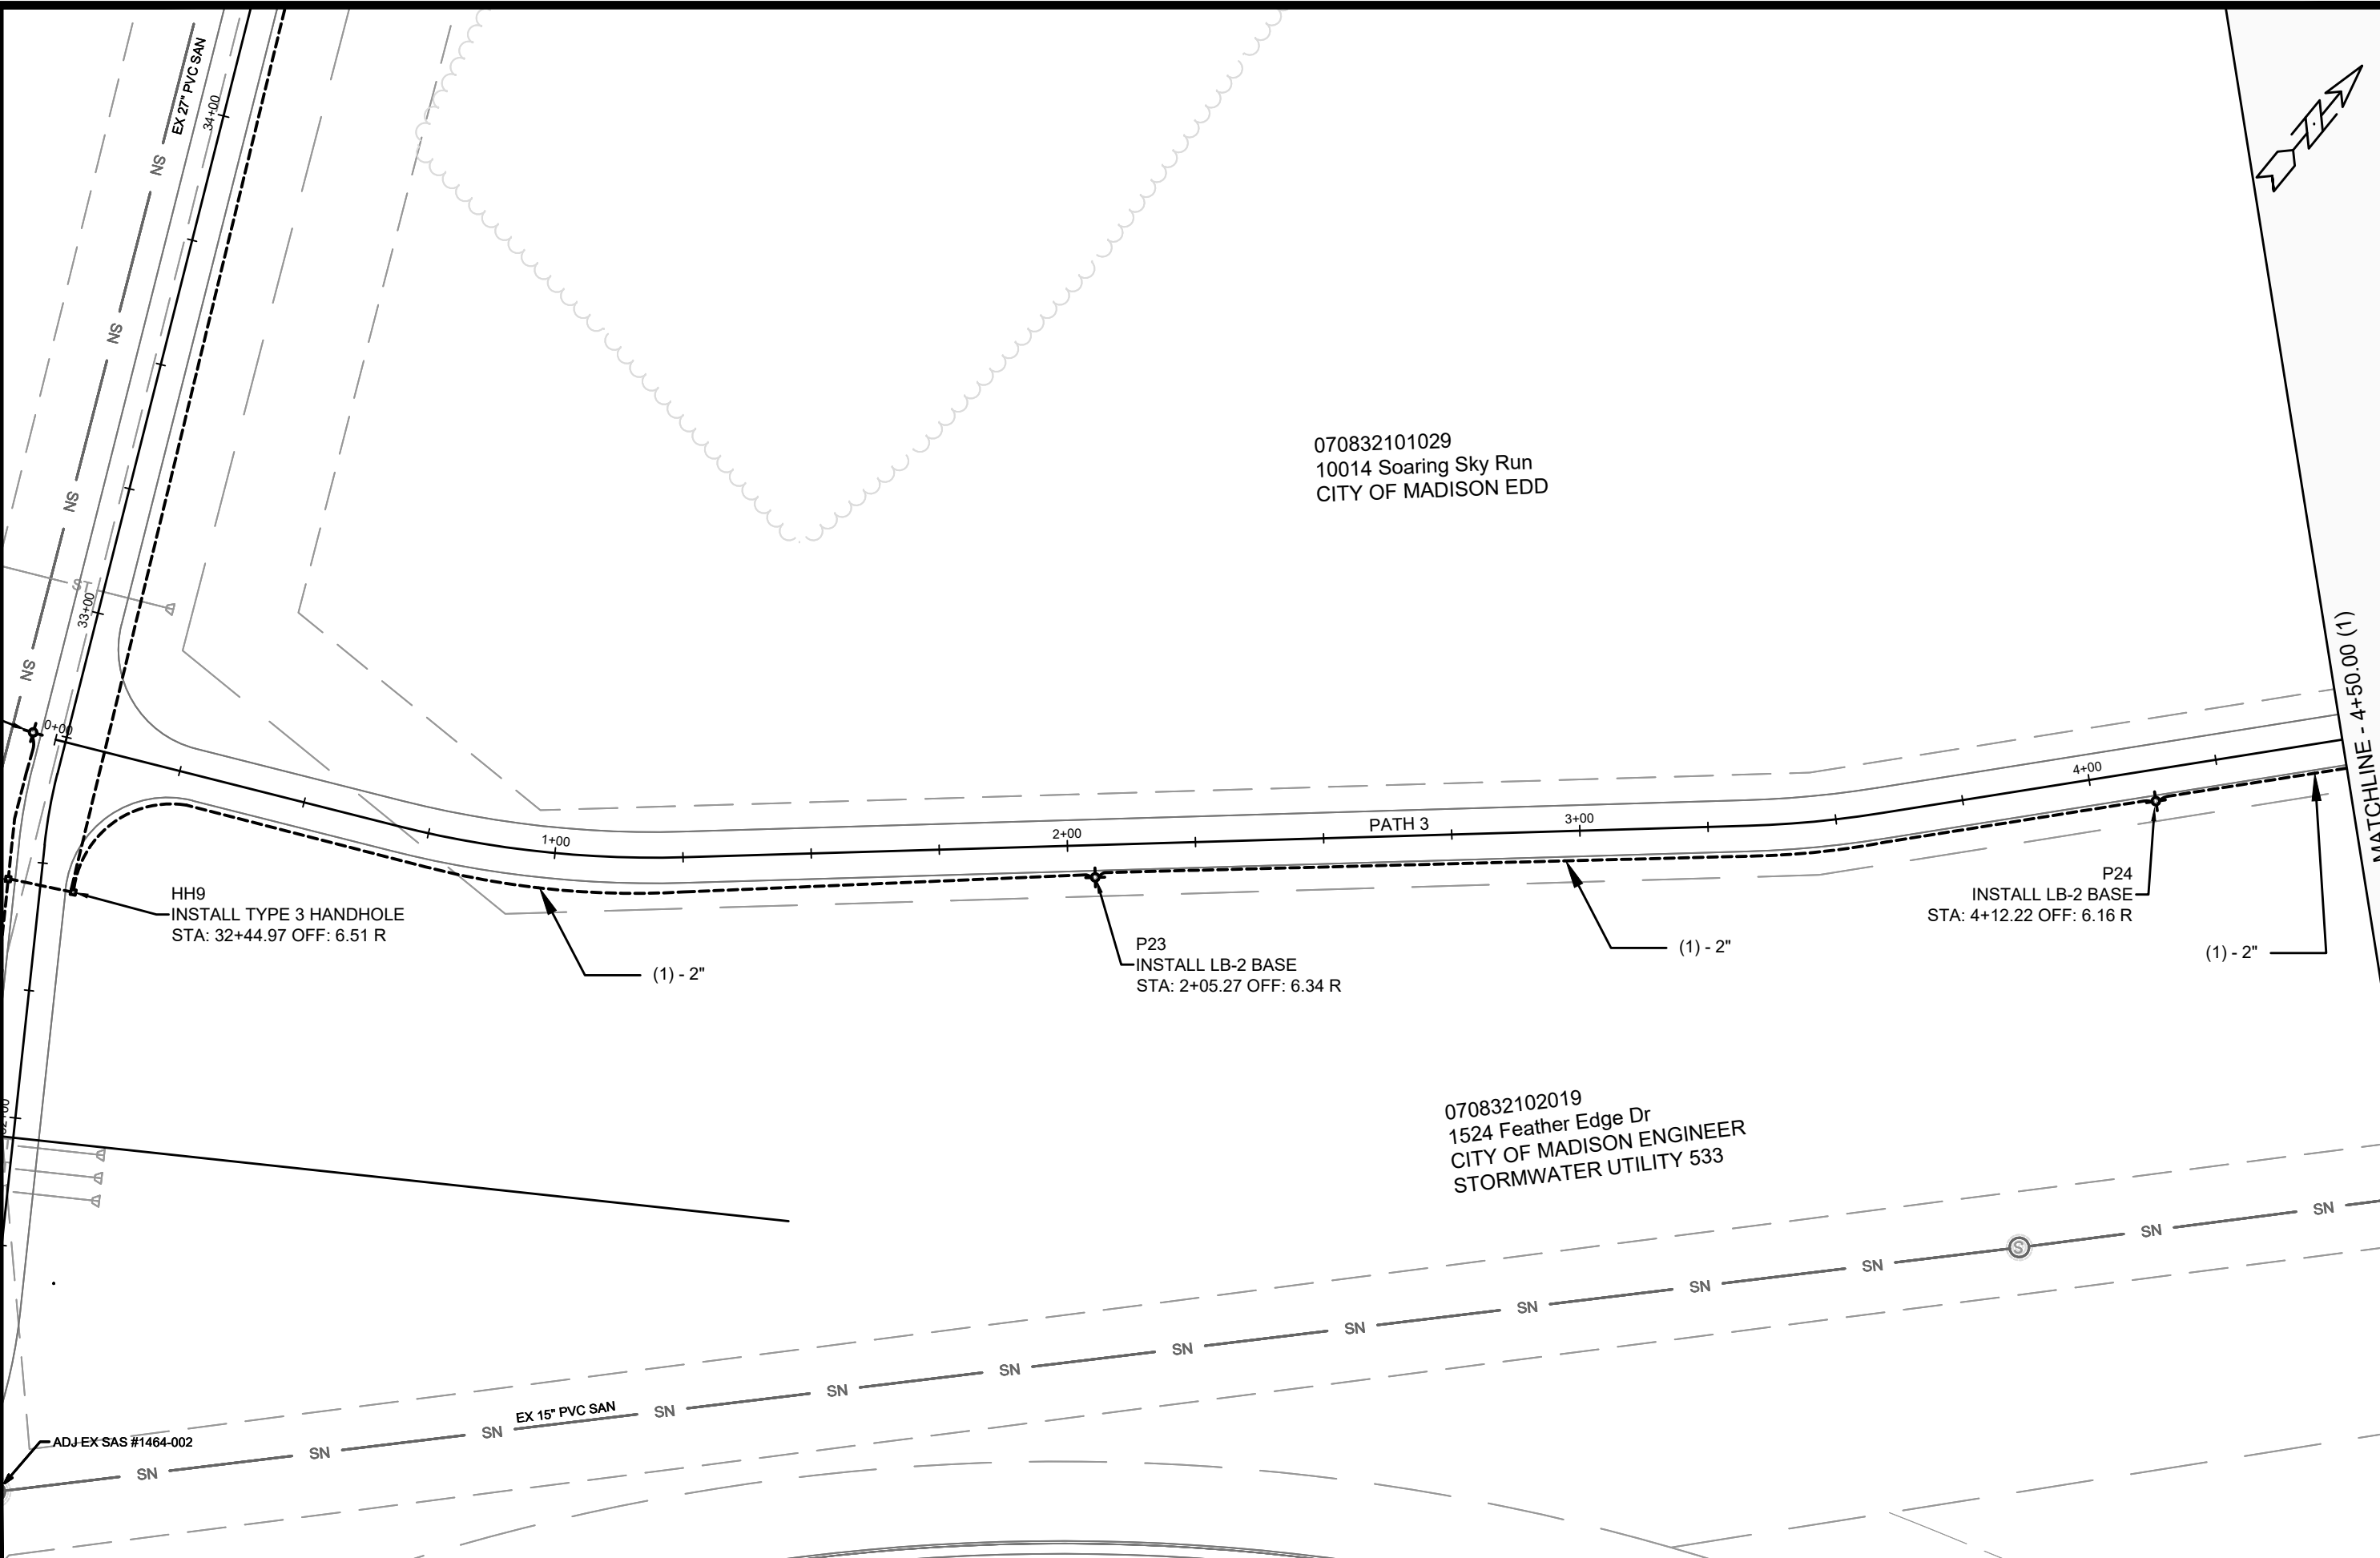 EX 27" PVC SAN
34+00
SN
SN
SN
SN
33+00
ST
0+00
070832101029
10014 Soaring Sky Run
CITY OF MADISON EDD
MATCHLINE - 4+50.00 (1)
1+00
2+00
PATH 3
3+00
4+00
HH9
INSTALL TYPE 3 HANDHOLE
STA: 32+44.97 OFF: 6.51 R
(1) - 2"
P23
INSTALL LB-2 BASE
STA: 2+05.27 OFF: 6.34 R
(1) - 2"
P24
INSTALL LB-2 BASE
STA: 4+12.22 OFF: 6.16 R
(1) - 2"
070832102019
1524 Feather Edge Dr
CITY OF MADISON ENGINEER
STORMWATER UTILITY 533
ADJ EX SAS #1464-002
SN SN SN EX 15" PVC SAN SN SN SN SN SN SN SN SN S SN SN